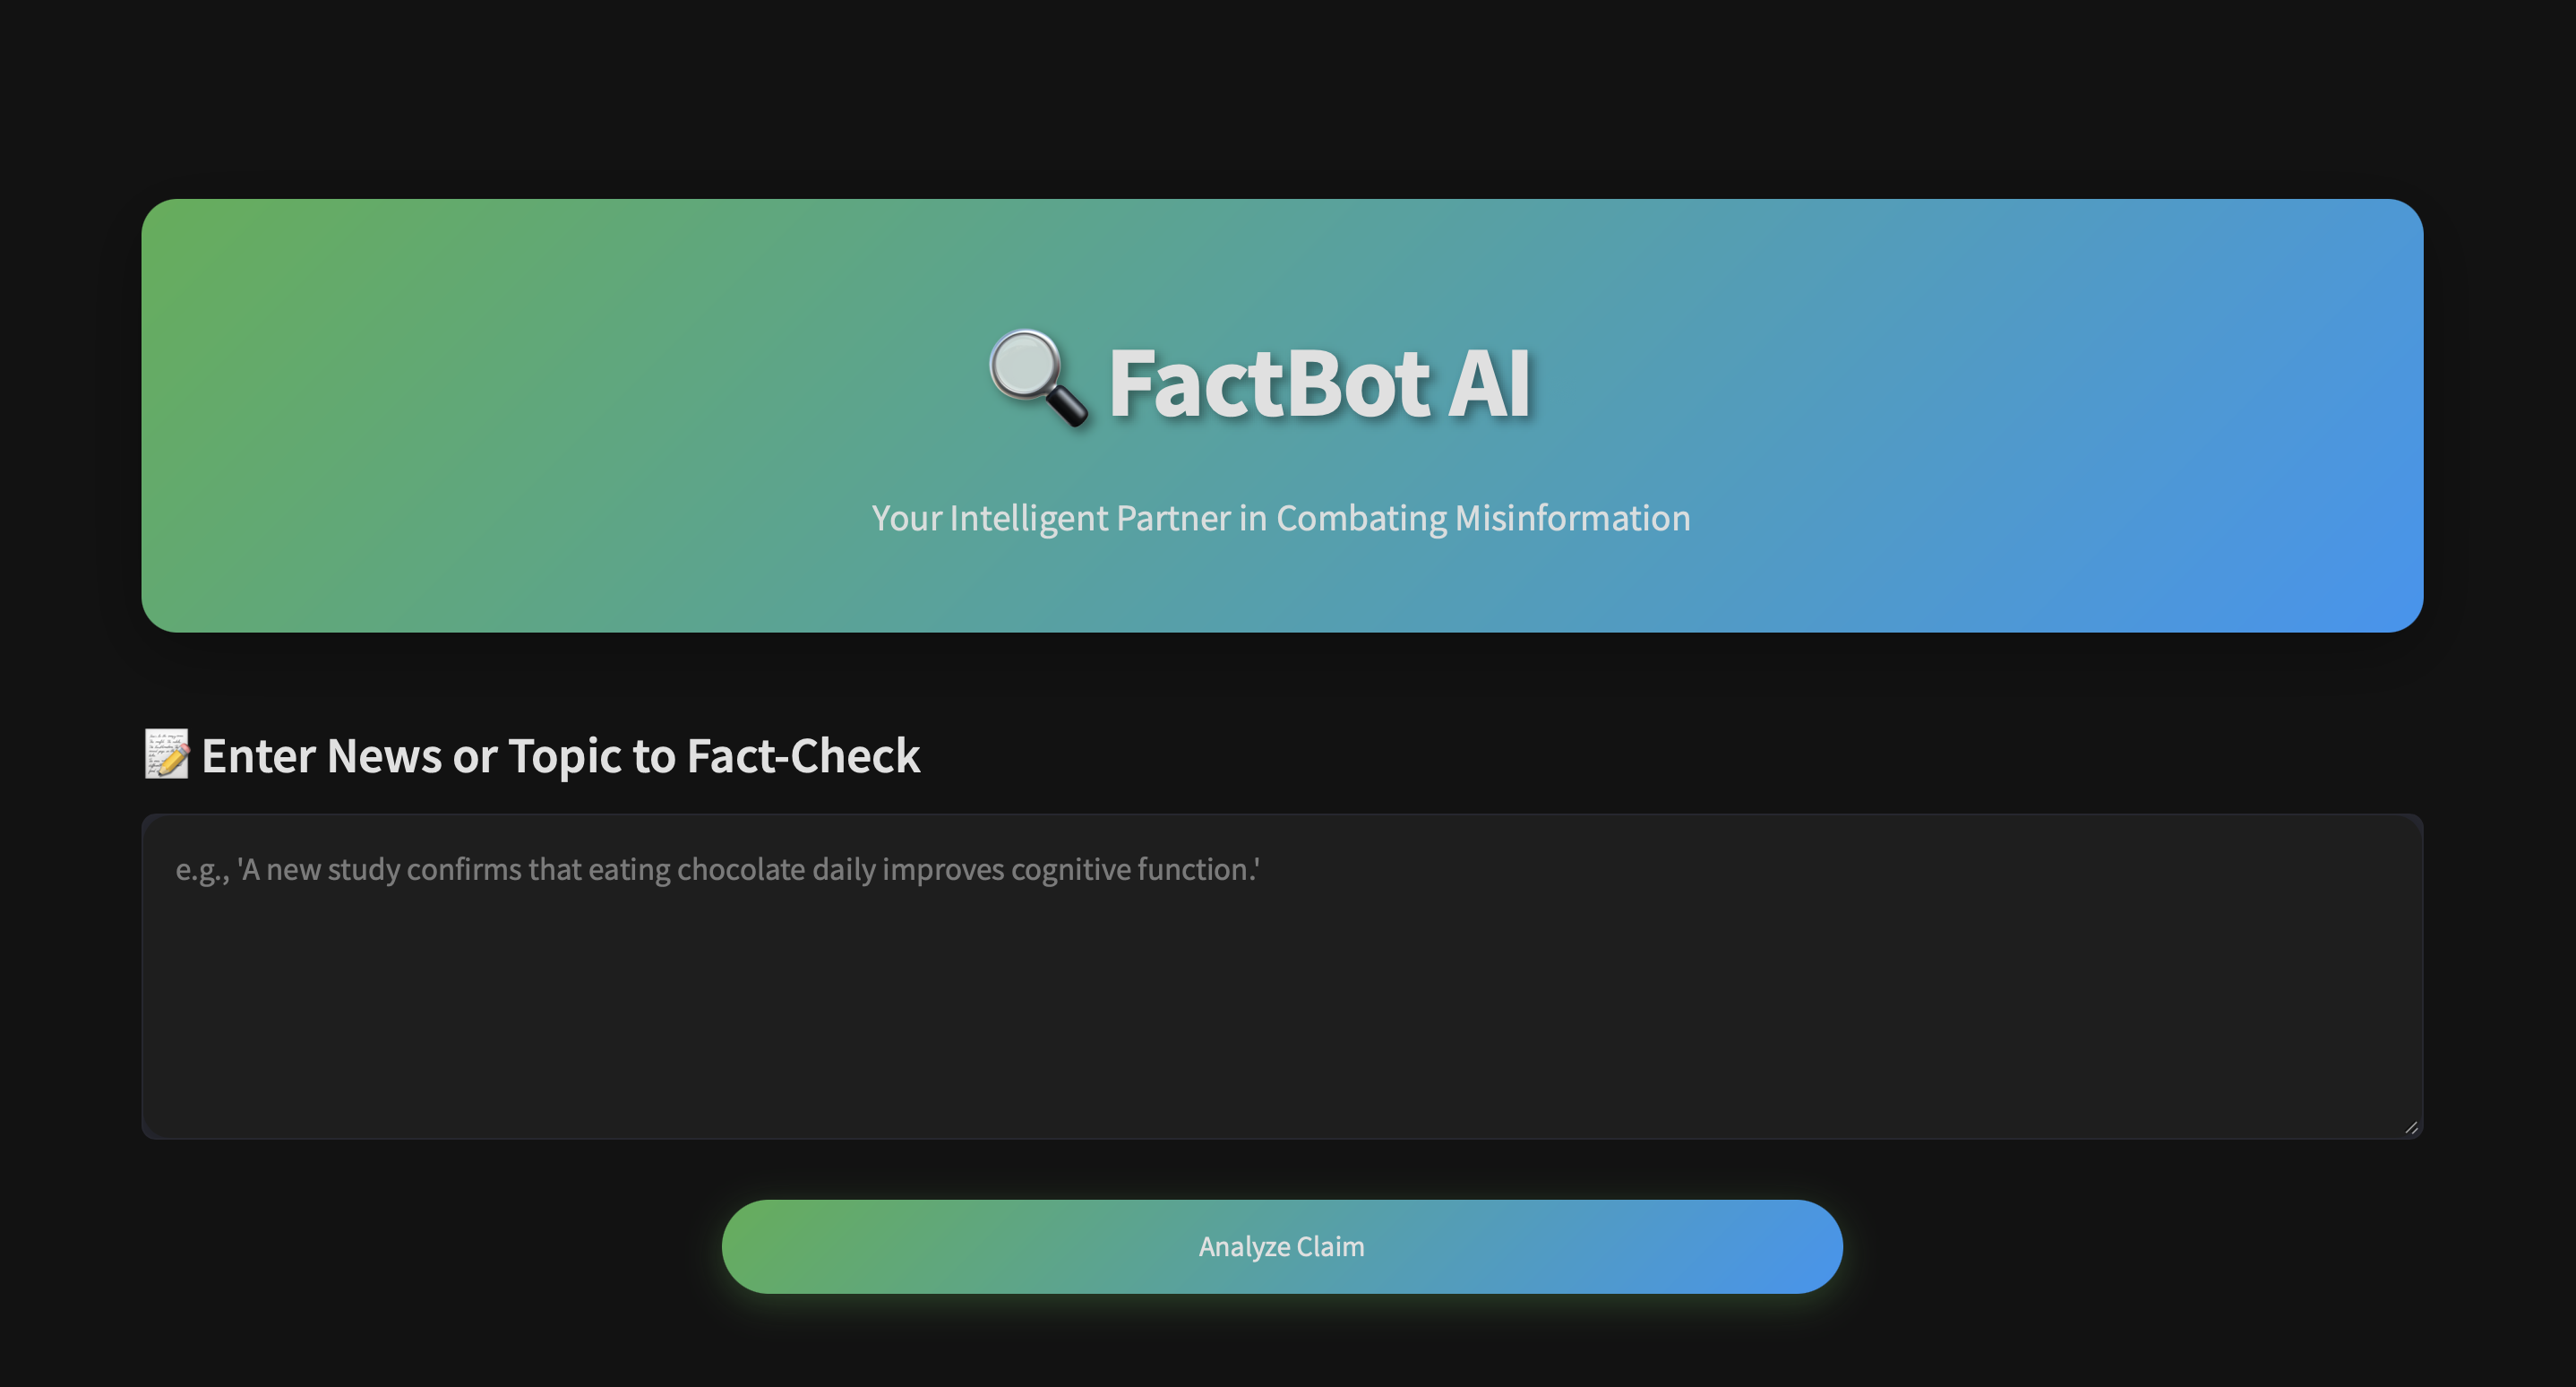 FactBot AI
Your Intelligent Partner in Combating Misinformation
Enter News or Topic to Fact-Check
e.g., 'A new study confirms that eating chocolate daily improves cognitive function.'
Analyze Claim